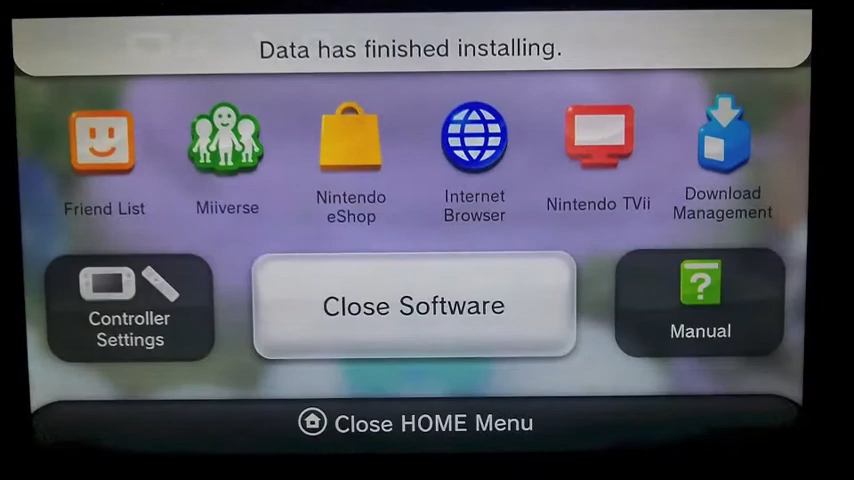 Data has finished installing.
Friend List
Miiverse
Nintendo
eShop
Internet
Browser
Nintendo TVii
Download
Management
Controller
Settings
Close Software
?
Manual
Close HOME Menu